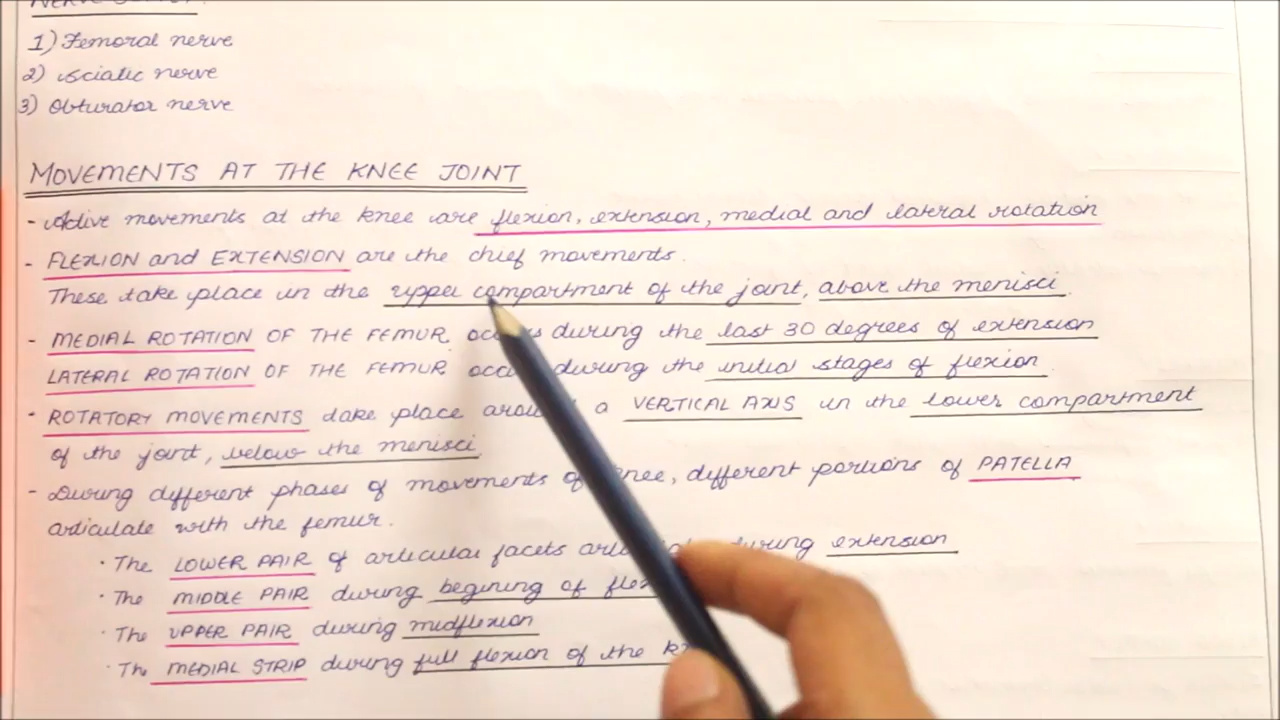 1) Femoral nerve
2) Sciatic nerve
3) Obturator nerve
MOVEMENTS AT THE KNEE JOINT
- Active movements at the knee are flexion, extension, medial and lateral rotation
- FLEXION and EXTENSION are the chief movements.
These take place in the upper compartment of the joint, above the menisci.
- MEDIAL ROTATION OF THE FEMUR during the last 30 degrees of extension
LATERAL ROTATION OF THE FEMUR during the initial stages of flexion.
- ROTATORY MOVEMENTS take place a VERTICAL AXIS in the lower compartment
of the joint, below the menisci.
- During different phases of movements of knee, different portions of PATELLA
articulate with the femur.
· The LOWER PAIR of articular facets during extension
· The MIDDLE PAIR during begining of
· The UPPER PAIR during midflexion
· The MEDIAL STRIP during full flexion of the